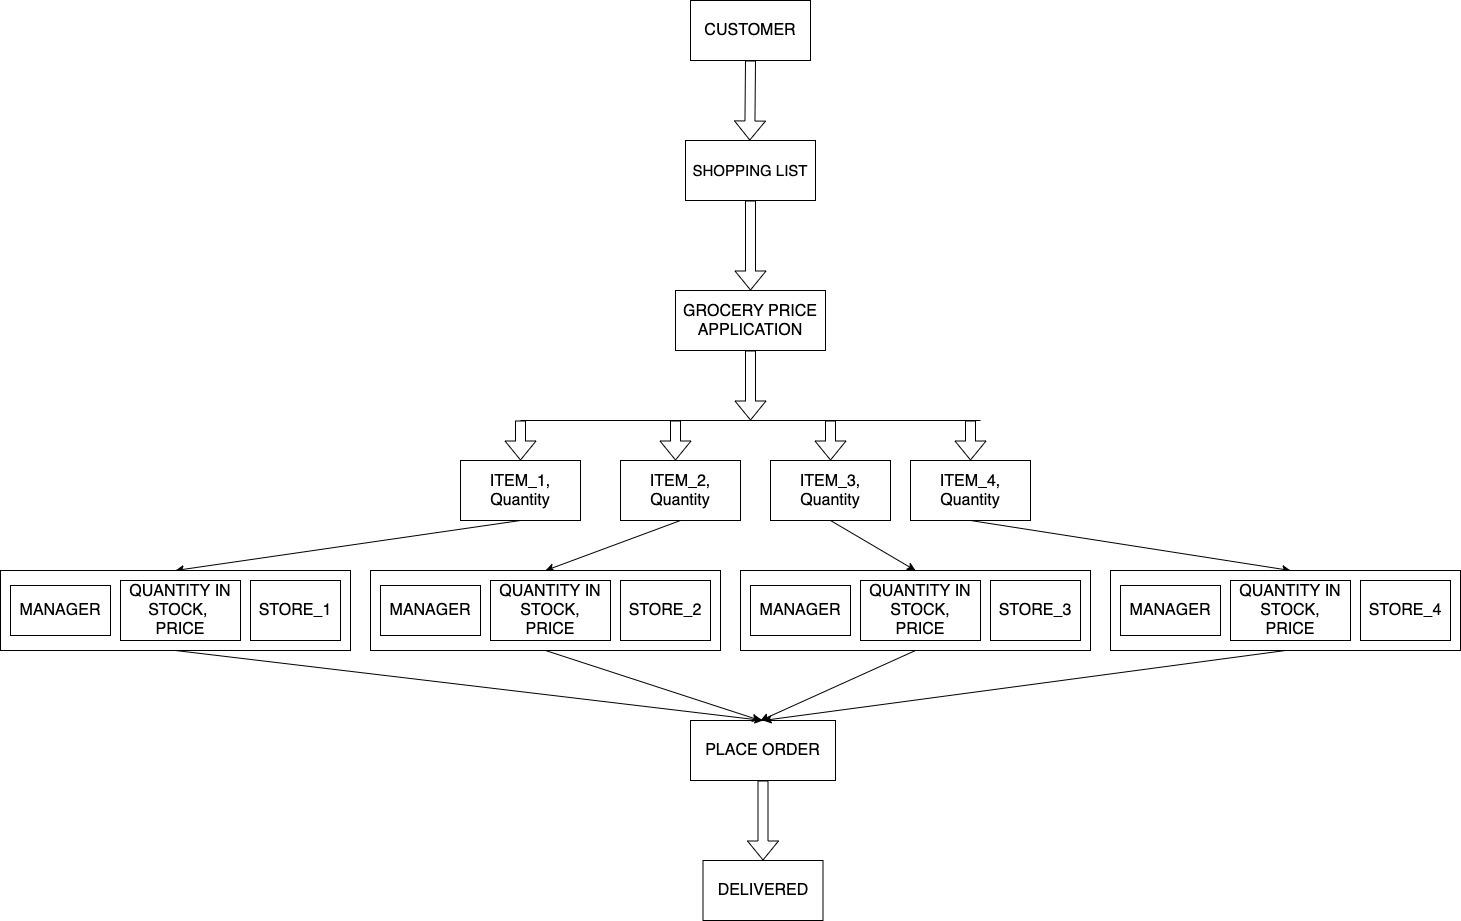 CUSTOMER
SHOPPING LIST
GROCERY PRICE
APPLICATION
ITEM_1,
Quantity
ITEM_2,
Quantity
ITEM_3,
Quantity
ITEM_4,
Quantity
MANAGER
QUANTITY IN
STOCK,
PRICE
STORE_1
MANAGER
QUANTITY IN
STOCK,
PRICE
STORE_2
MANAGER
QUANTITY IN
STOCK,
PRICE
STORE_3
MANAGER
QUANTITY IN
STOCK,
PRICE
STORE_4
PLACE ORDER
DELIVERED